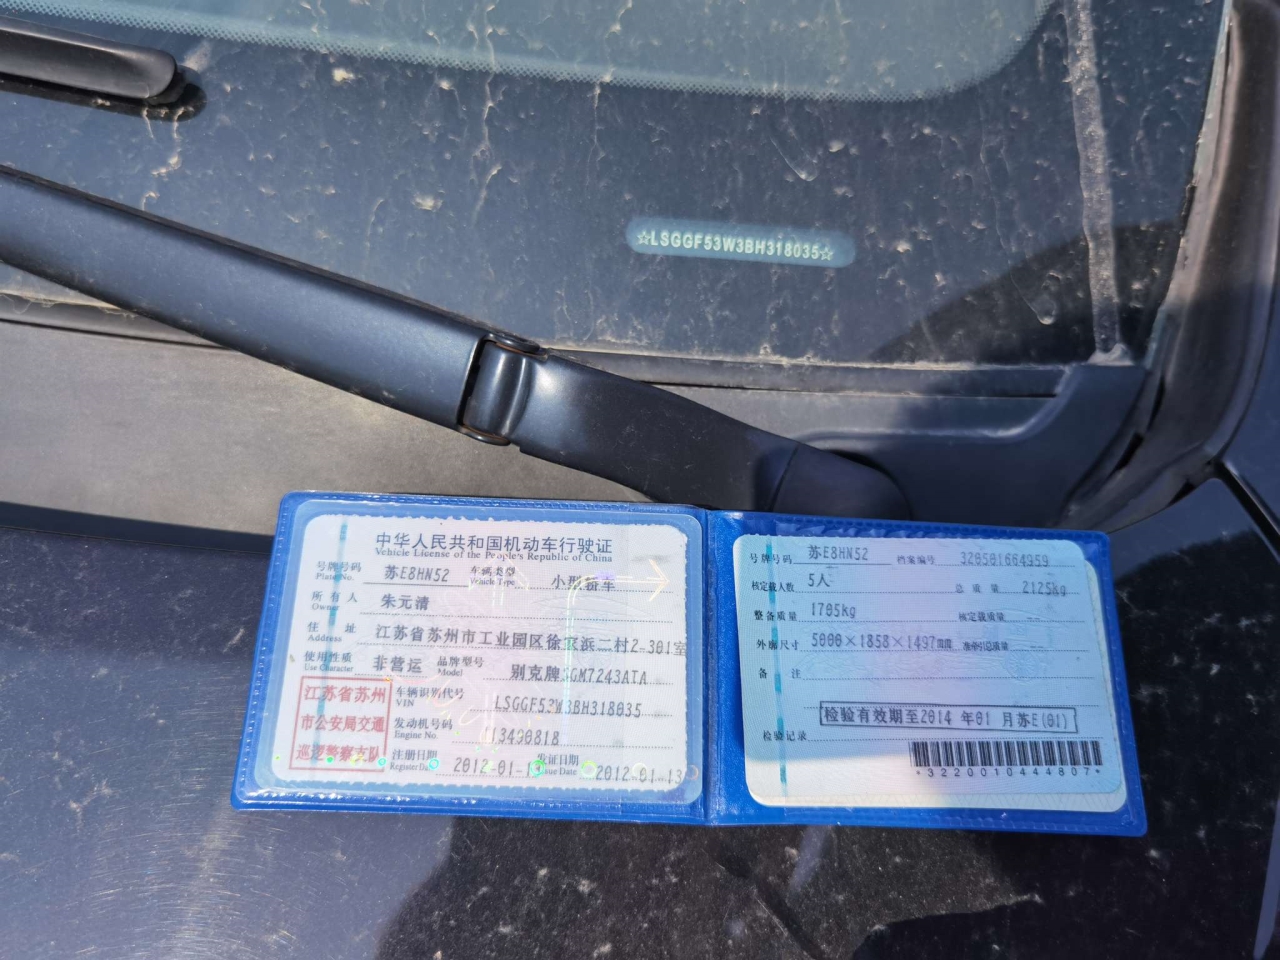 ☆LSGGF53W3BH318035☆
中华人民共和国机动车行驶证
Vehicle License of the People's Republic of China
号牌号码 苏E8HN52 车辆类型 小型轿车
Plate No. Vehicle Type
所有人 朱元清
Owner
住址 江苏省苏州市工业园区徐家浜二村2-301室
Address
使用性质 非营运 品牌型号 别克牌SGM7243ATA
Use Character Model
江苏省苏州
市公安局交通
巡逻警察支队
车辆识别代号 LSGGF53W3BH318035
VIN
发动机号码 113490818
Engine No.
注册日期 2012-01-13 发证日期 2012-01-13
Register Date Issue Date
号牌号码 苏E8HN52 档案编号 320501664959
核定载人数 5人 总质量 2125kg
整备质量 1705kg 核定载质量 --
外廓尺寸 5000×1858×1497mm 准牵引总质量 --
备注
检验有效期至2014年01月苏E(01)
检验记录
*3220010444807*